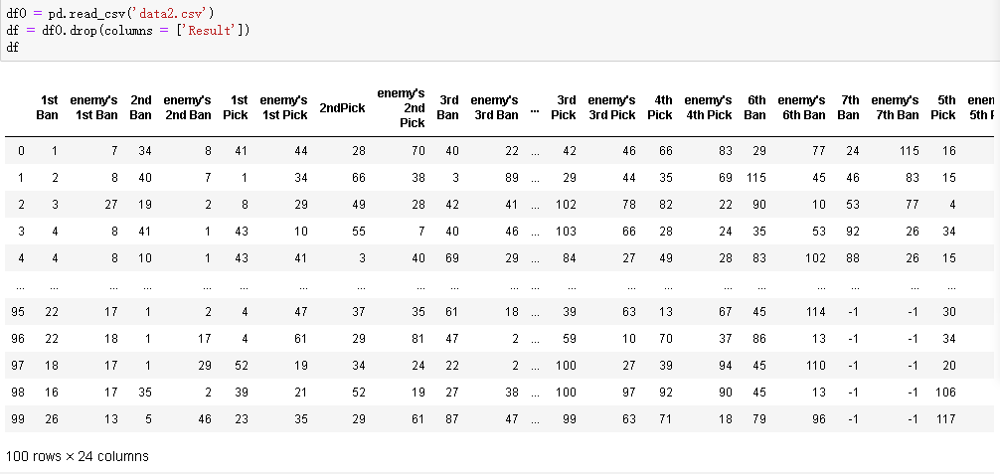 df0 = pd.read_csv('data2.csv')
df = df0.drop(columns = ['Result'])
df
1st Ban enemy's 1st Ban 2nd Ban enemy's 2nd Ban 1st Pick enemy's 1st Pick 2ndPick enemy's 2nd Pick 3rd Ban enemy's 3rd Ban ... 3rd Pick enemy's 3rd Pick 4th Pick enemy's 4th Pick 6th Ban enemy's 6th Ban 7th Ban enemy's 7th Ban 5th Pick
0 1 7 34 8 41 44 28 70 40 22 ... 42 46 66 83 29 77 24 115 16
1 2 8 40 7 1 34 66 38 3 89 ... 29 44 35 69 115 45 46 83 15
2 3 27 19 2 8 29 49 28 42 41 ... 102 78 82 22 90 10 53 77 4
3 4 8 41 1 43 10 55 7 40 46 ... 103 66 28 24 35 53 92 26 34
4 4 8 10 1 43 41 3 40 69 29 ... 84 27 49 28 83 102 88 26 15
... ... ... ... ... ... ... ... ... ... ... ... ... ... ... ... ... ... ... ... ...
95 22 17 1 2 4 47 37 35 61 18 ... 39 63 13 67 45 114 -1 -1 30
96 22 18 1 17 4 61 29 81 47 2 ... 59 10 70 37 86 13 -1 -1 34
97 18 17 1 29 52 19 34 24 22 2 ... 100 27 39 94 45 110 -1 -1 20
98 16 17 35 2 39 21 52 19 27 38 ... 100 97 92 90 45 13 -1 -1 106
99 26 13 5 46 23 35 29 61 87 47 ... 99 63 71 18 79 96 -1 -1 117
100 rows × 24 columns